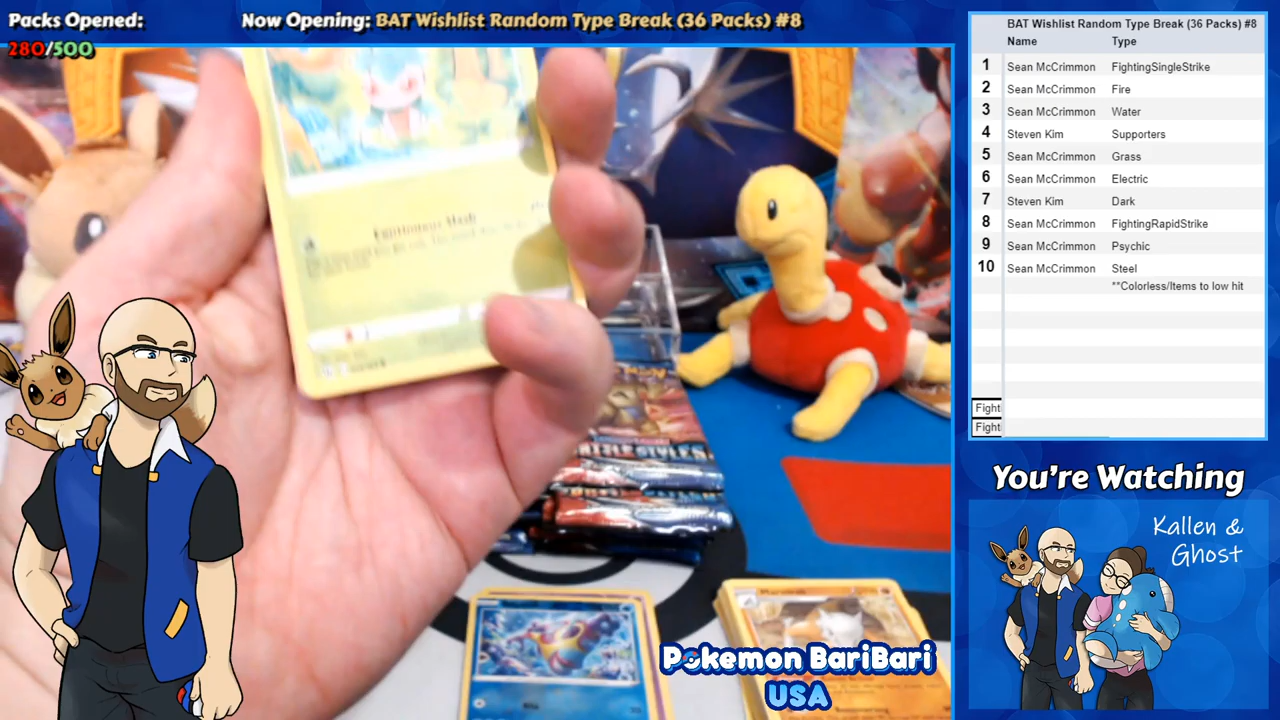 Packs Opened:
280/500
Now Opening: BAT Wishlist Random Type Break (36 Packs) #8
BAT Wishlist Random Type Break (36 Packs) #8
Name Type
1 Sean McCrimmon FightingSingleStrike
2 Sean McCrimmon Fire
3 Sean McCrimmon Water
4 Steven Kim Supporters
5 Sean McCrimmon Grass
6 Sean McCrimmon Electric
7 Steven Kim Dark
8 Sean McCrimmon FightingRapidStrike
9 Sean McCrimmon Psychic
10 Sean McCrimmon Steel
**Colorless/Items to low hit
Fight
Fight
You're Watching
Kallen &
Ghost
BATTLE STYLES
Bite
Pokemon BariBari
USA